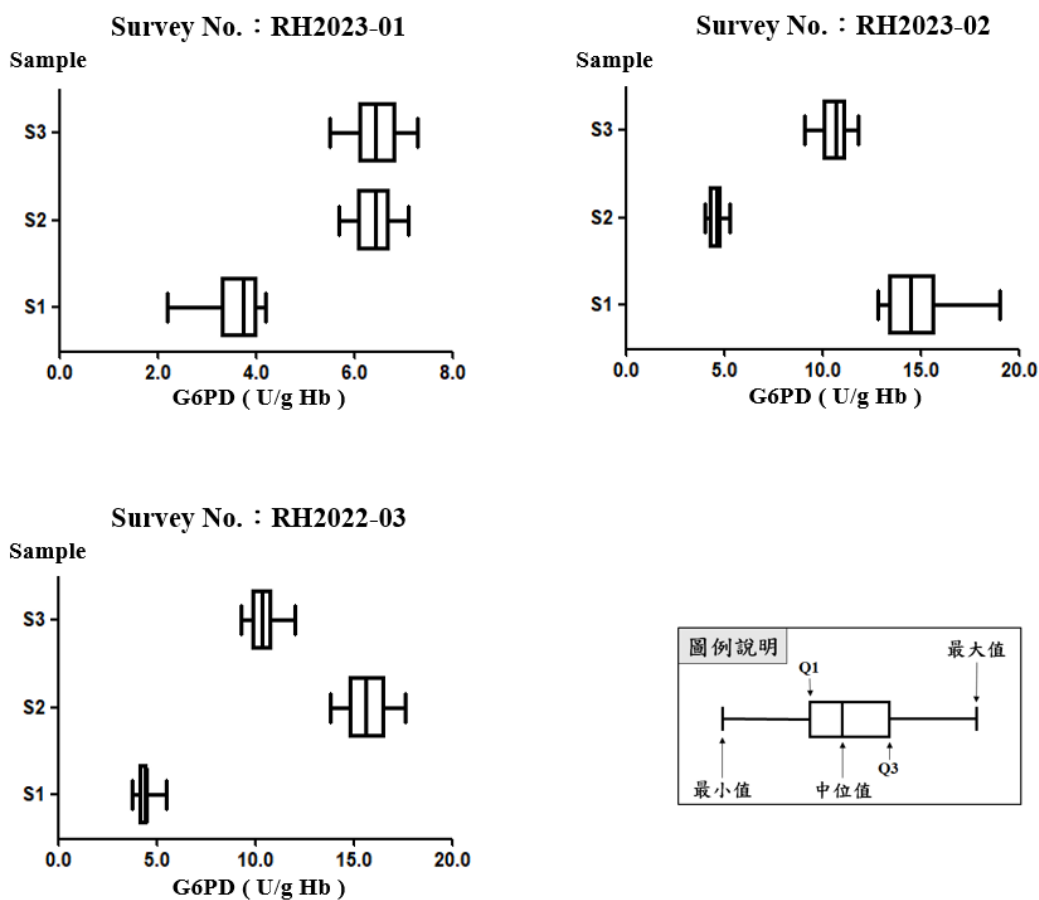 Survey No.：RH2023-01
Sample
S3
S2
S1
0.0 2.0 4.0 6.0 8.0
G6PD ( U/g Hb )
Survey No.：RH2023-02
Sample
S3
S2
S1
0.0 5.0 10.0 15.0 20.0
G6PD ( U/g Hb )
Survey No.：RH2022-03
Sample
S3
S2
S1
0.0 5.0 10.0 15.0 20.0
G6PD ( U/g Hb )
圖例說明
Q1
最大值
最小值
中位值
Q3